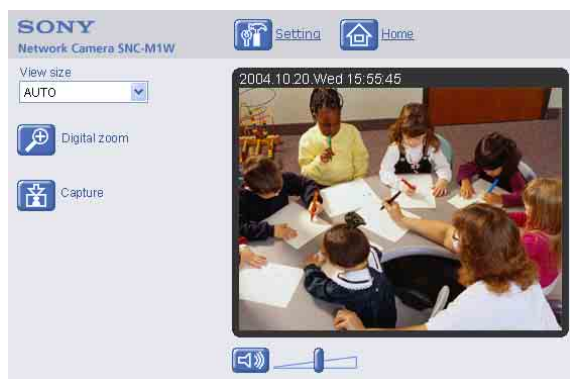 SONY
Network Camera SNC-M1W
Setting
Home
View size
AUTO
Digital zoom
Capture
2004.10.20.Wed 15:55:45